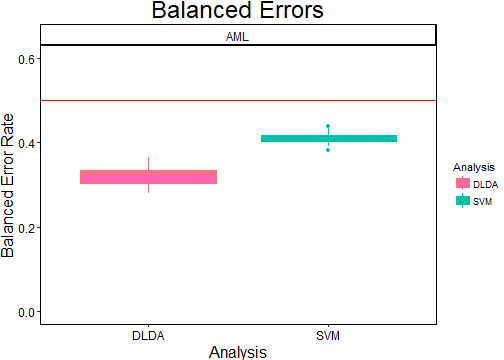 Balanced Errors
AML
0.6
0.4
0.2
0.0
Balanced Error Rate
DLDA
SVM
Analysis
Analysis
DLDA
SVM